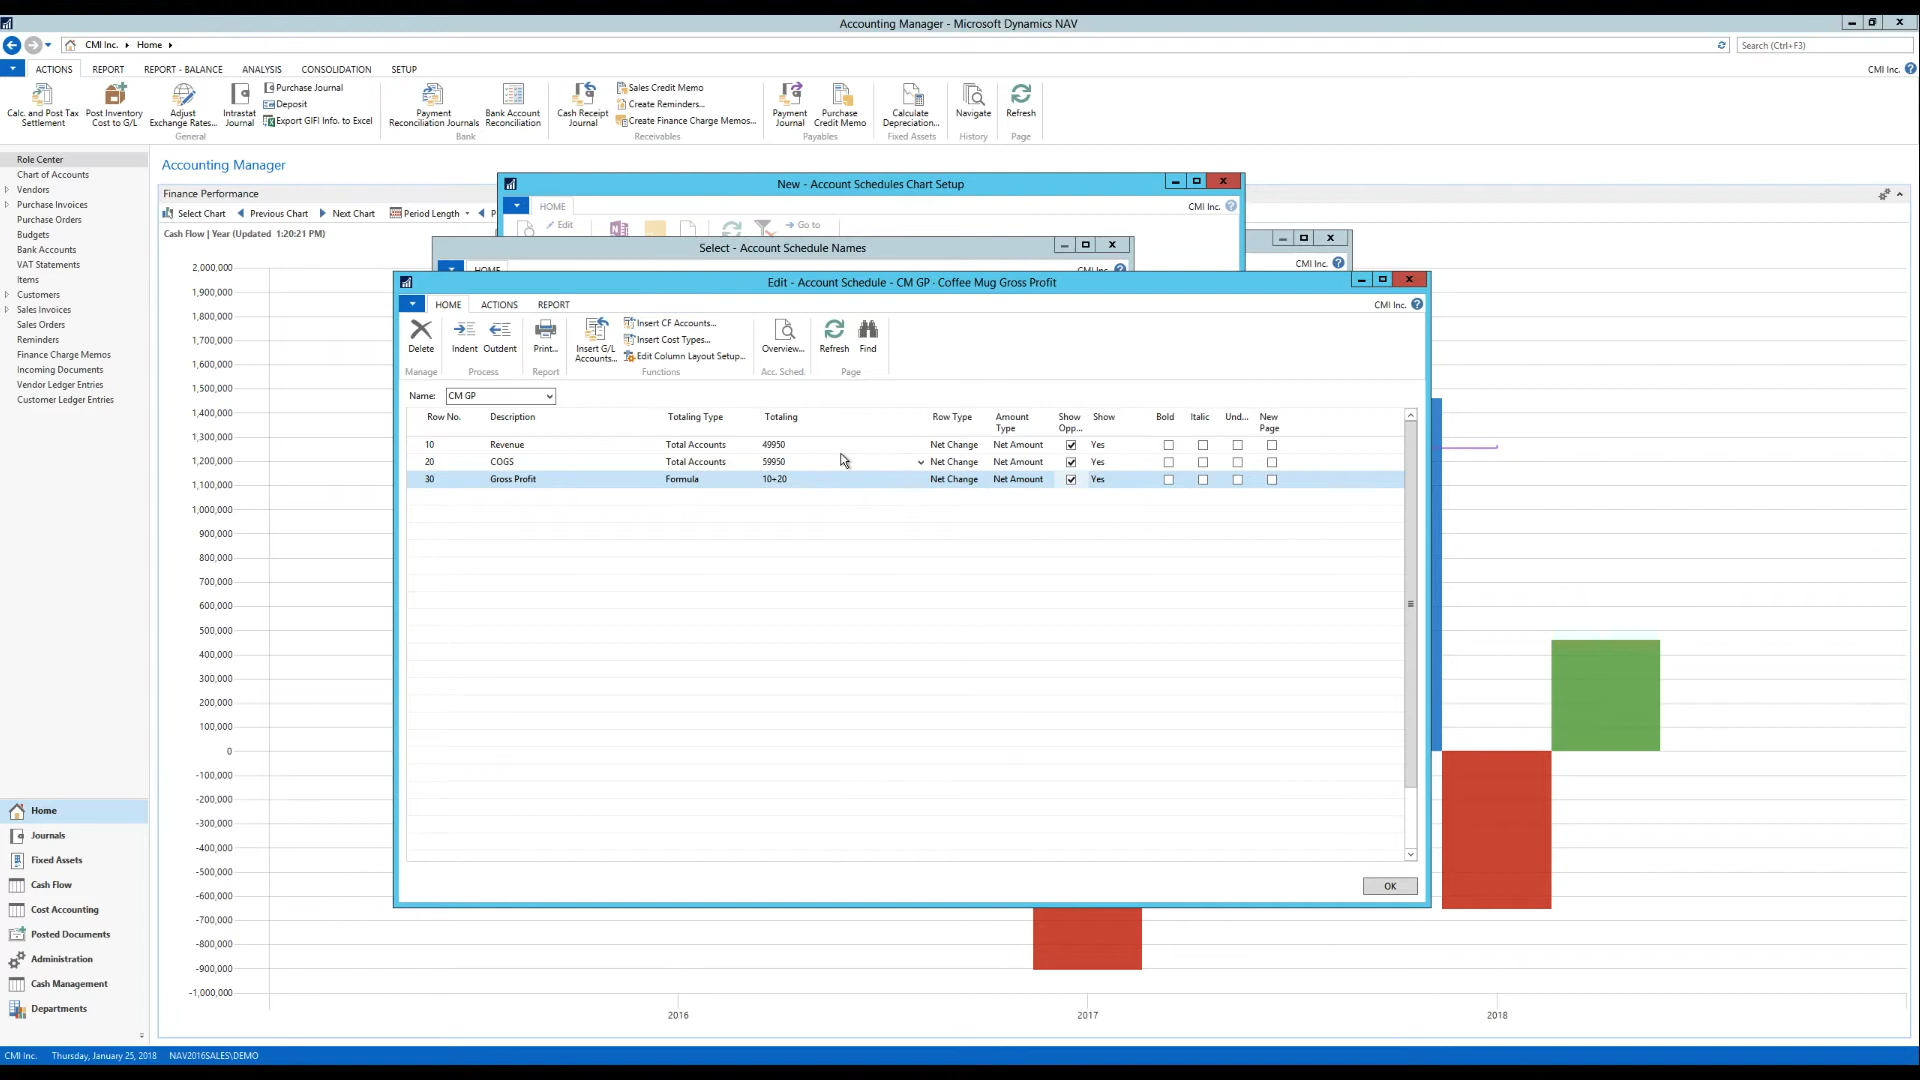 Accounting Manager - Microsoft Dynamics NAV
CMI Inc. Home
Search (Ctrl+F3)
ACTIONS REPORT REPORT - BALANCE ANALYSIS CONSOLIDATION SETUP
CMI Inc.
Calc. and Post Tax Settlement
Post Inventory Cost to G/L
Adjust Exchange Rates...
Intrastat Journal
Purchase Journal
Deposit
Export GIFI Info. to Excel
General
Payment Reconciliation Journals
Bank Account Reconciliation
Bank
Cash Receipt Journal
Sales Credit Memo
Create Reminders...
Create Finance Charge Memos...
Receivables
Payment Journal
Purchase Credit Memo
Payables
Calculate Depreciation...
Fixed Assets
Navigate
History
Refresh
Page
Role Center
Chart of Accounts
Vendors
Purchase Invoices
Purchase Orders
Budgets
Bank Accounts
VAT Statements
Items
Customers
Sales Invoices
Sales Orders
Reminders
Finance Charge Memos
Incoming Documents
Vendor Ledger Entries
Customer Ledger Entries
Home
Journals
Fixed Assets
Cash Flow
Cost Accounting
Posted Documents
Administration
Cash Management
Departments
Accounting Manager
Finance Performance
Select Chart Previous Chart Next Chart Period Length P
Cash Flow | Year (Updated 1:20:21 PM)
2,000,000
1,900,000
1,800,000
1,700,000
1,600,000
1,500,000
1,400,000
1,300,000
1,200,000
1,100,000
1,000,000
900,000
800,000
700,000
600,000
500,000
400,000
300,000
200,000
100,000
0
-100,000
-200,000
-300,000
-400,000
-500,000
-600,000
-700,000
-800,000
-900,000
-1,000,000
2016 2017 2018
New - Account Schedules Chart Setup
HOME
CMI Inc.
Edit
Go to
Select - Account Schedule Names
HOME
CMI Inc.
CMI Inc.
Edit - Account Schedule - CM GP · Coffee Mug Gross Profit
HOME ACTIONS REPORT
CMI Inc.
Delete
Manage
Indent Outdent
Process
Print...
Report
Insert G/L Accounts...
Insert CF Accounts...
Insert Cost Types...
Edit Column Layout Setup...
Functions
Overview...
Acc. Sched.
Refresh Find
Page
Name: CM GP
Row No. Description Totaling Type Totaling Row Type Amount Type Show Opp... Show Bold Italic Und... New Page
10 Revenue Total Accounts 49950 Net Change Net Amount Yes
20 COGS Total Accounts 59950 Net Change Net Amount Yes
30 Gross Profit Formula 10+20 Net Change Net Amount Yes
OK
CMI Inc. Thursday, January 25, 2018 NAV2016SALES\DEMO